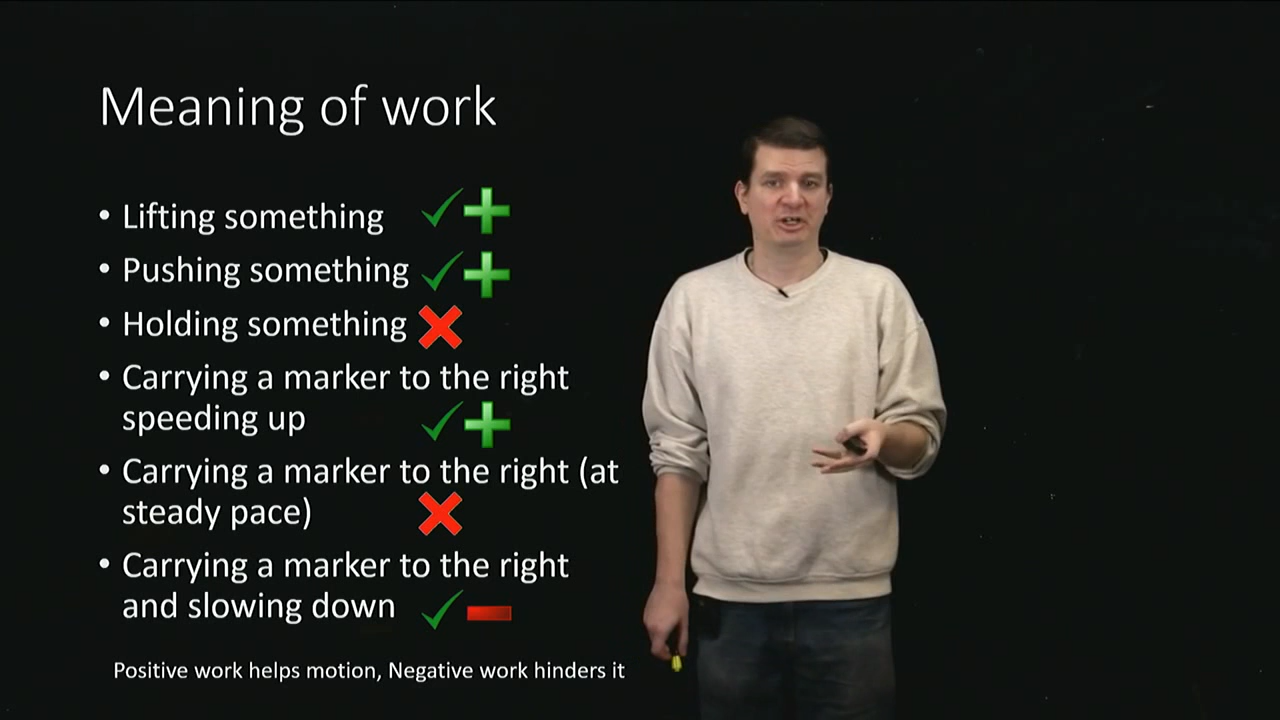 Meaning of work
• Lifting something
• Pushing something
• Holding something
• Carrying a marker to the right
speeding up
• Carrying a marker to the right (at
steady pace)
• Carrying a marker to the right
and slowing down
Positive work helps motion, Negative work hinders it